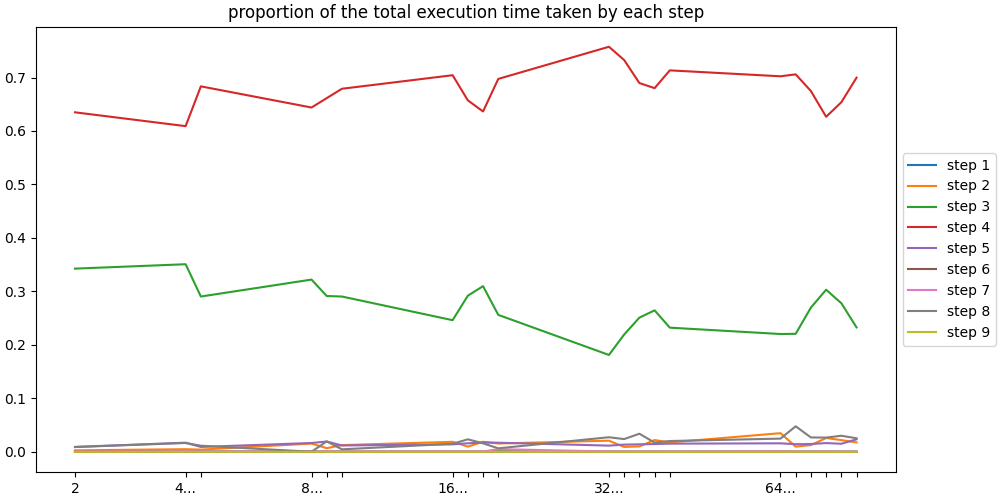 proportion of the total execution time taken by each step
0.7
0.6
0.5
0.4
0.3
0.2
0.1
0.0
2 4... 8... 16... 32... 64...
step 1
step 2
step 3
step 4
step 5
step 6
step 7
step 8
step 9